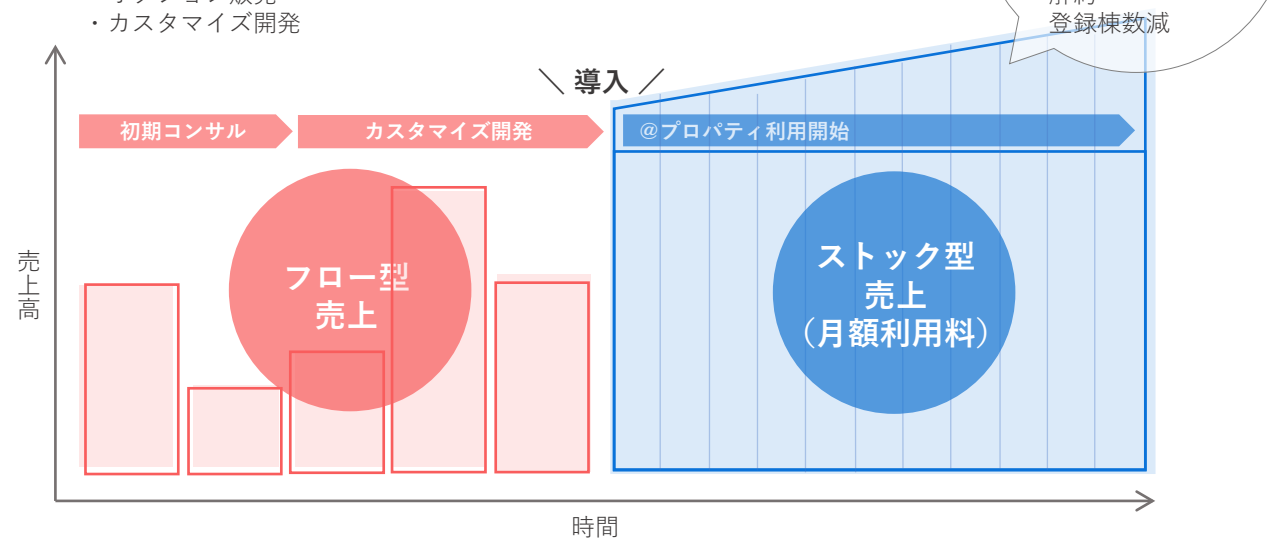 ・カスタマイズ開発
登録棟数減
＼ 導入 ／
初期コンサル
カスタマイズ開発
@プロパティ利用開始
フロー型
売上
ストック型
売上
（月額利用料）
売上高
時間